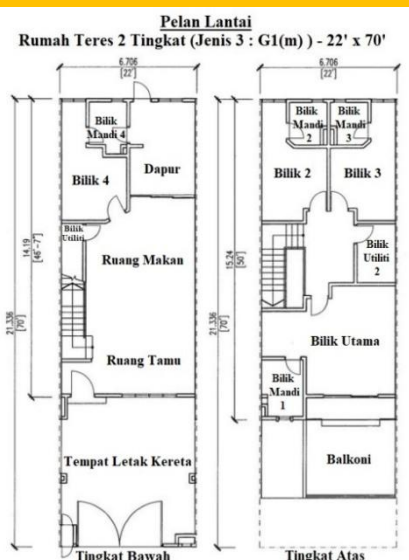 Pelan Lantai
Rumah Teres 2 Tingkat (Jenis 3 : G1(m) ) - 22' x 70'
6.706
[22']
6.706
[22']
Bilik
Mandi 4
Dapur
Bilik 4
Bilik
Utiliti
Ruang Makan
Ruang Tamu
Tempat Letak Kereta
14.19
[46'-7"]
21.336
[70']
Tingkat Bawah
Bilik
Mandi
2
Bilik
Mandi
3
Bilik 2
Bilik 3
Bilik
Utiliti
2
Bilik Utama
Bilik
Mandi
1
Balkoni
15.24
[50']
21.336
[70']
Tingkat Atas